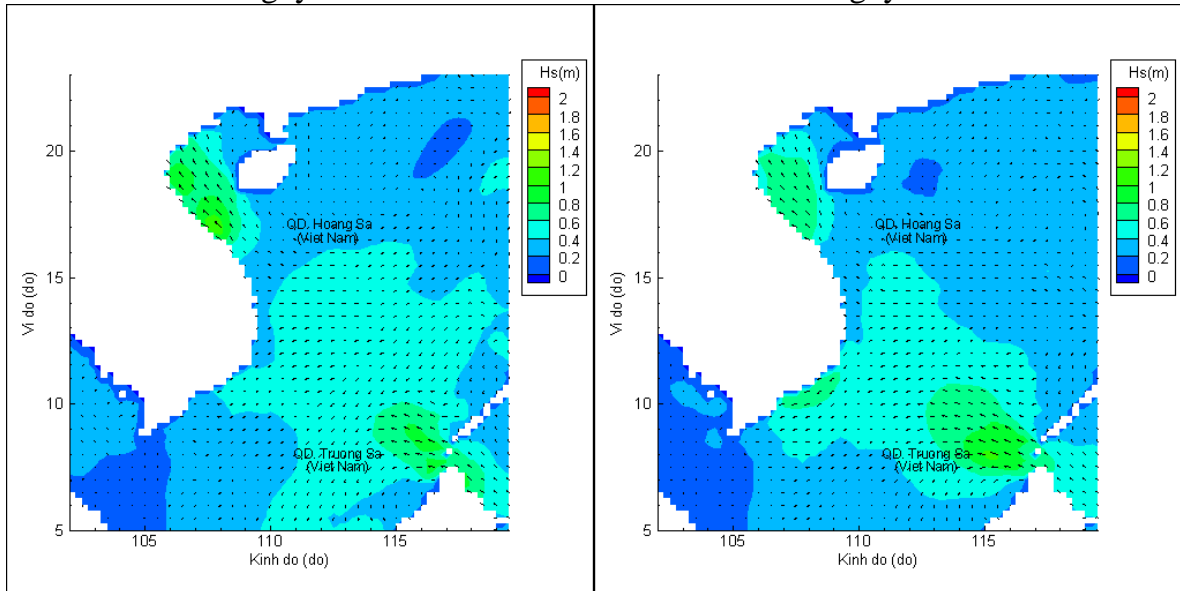 Hs(m)
2
1.8
1.6
1.4
1.2
1
0.8
0.6
0.4
0.2
0
20
15
10
5
Vi do (do)
QD. Hoang Sa
(Viet Nam)
QD. Truong Sa
(Viet Nam)
105
110
115
Kinh do (do)
Hs(m)
2
1.8
1.6
1.4
1.2
1
0.8
0.6
0.4
0.2
0
20
15
10
5
Vi do (do)
QD. Hoang Sa
(Viet Nam)
QD. Truong Sa
(Viet Nam)
105
110
115
Kinh do (do)